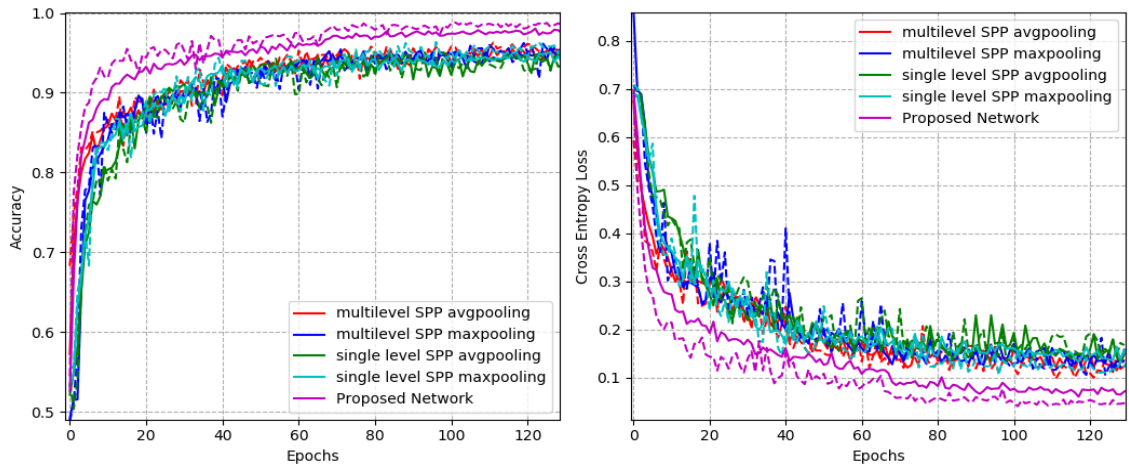 1.0
0.9
0.8
0.7
0.6
0.5
Accuracy
0
20
40
60
80
100
120
Epochs
multilevel SPP avgpooling
multilevel SPP maxpooling
single level SPP avgpooling
single level SPP maxpooling
Proposed Network
0.8
0.7
0.6
0.5
0.4
0.3
0.2
0.1
Cross Entropy Loss
0
20
40
60
80
100
120
Epochs
multilevel SPP avgpooling
multilevel SPP maxpooling
single level SPP avgpooling
single level SPP maxpooling
Proposed Network